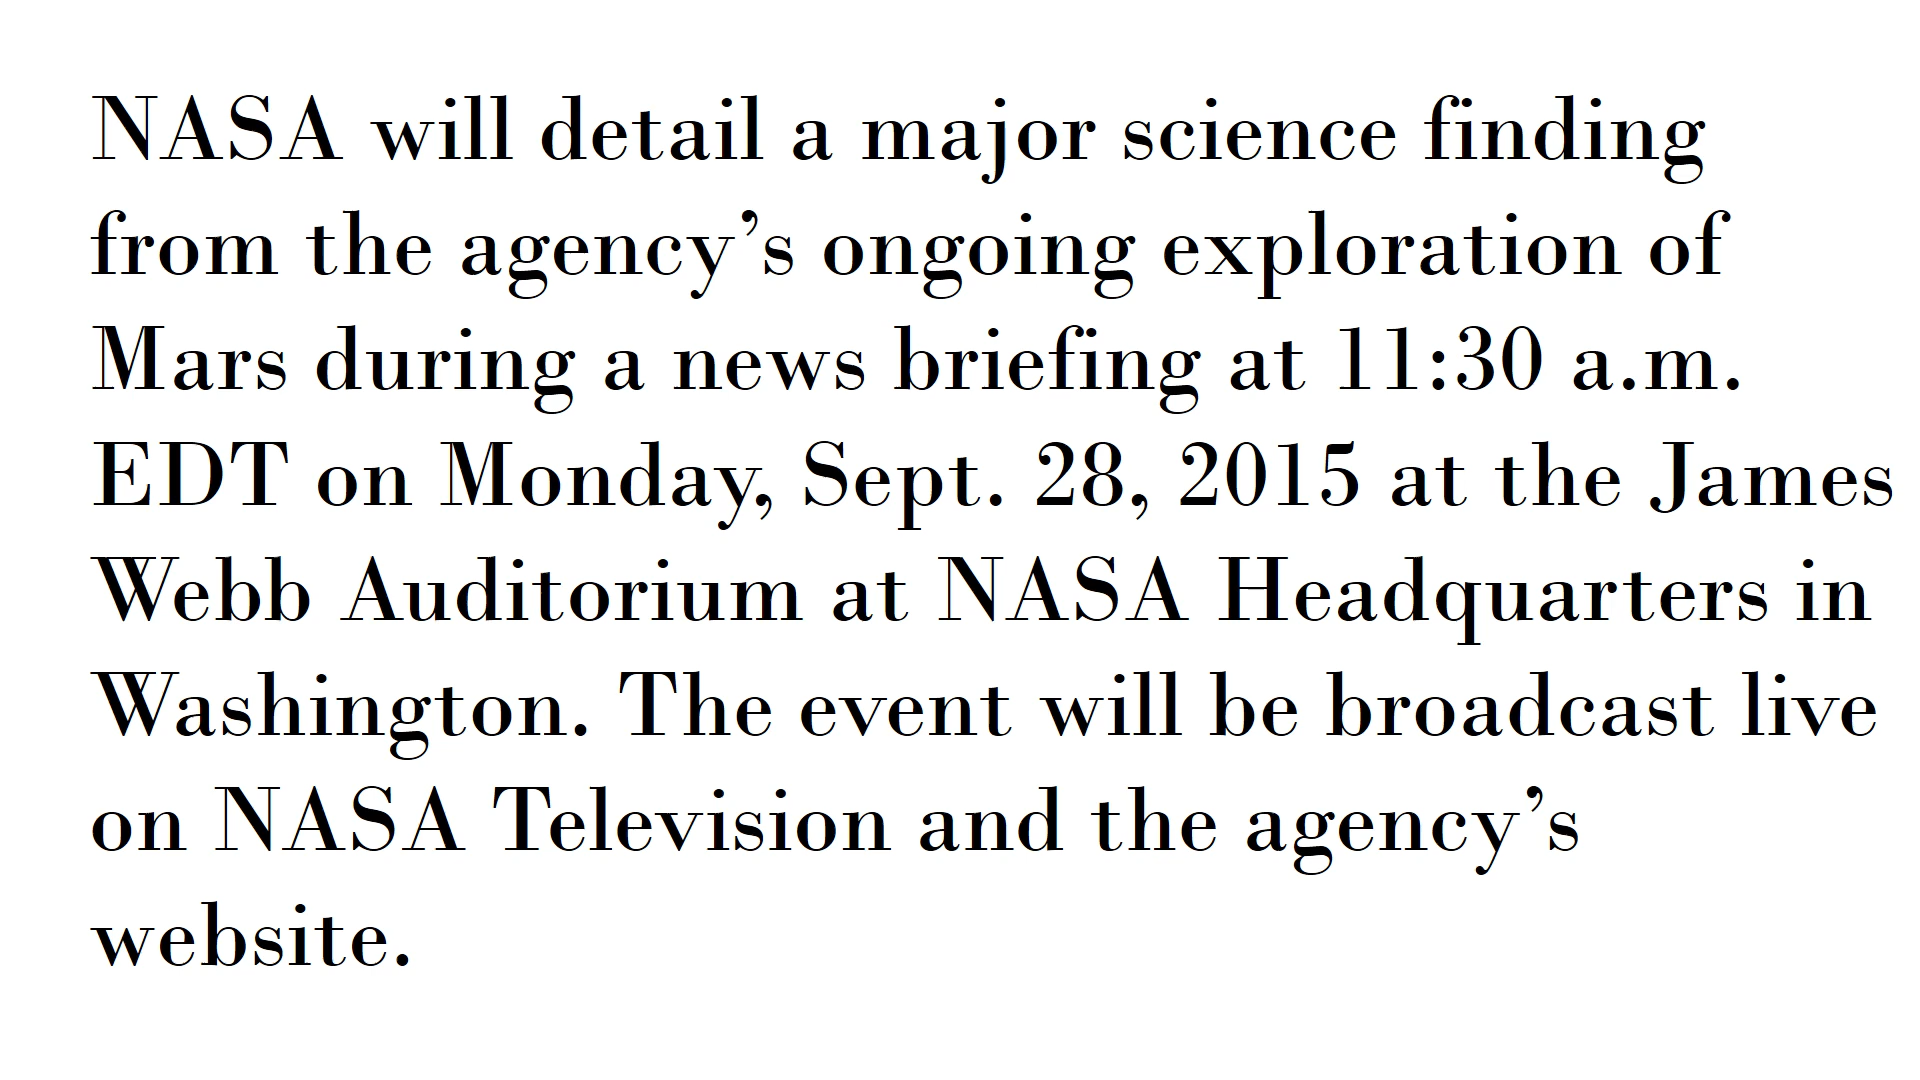 NASA will detail a major science finding
from the agency’s ongoing exploration of
Mars during a news briefing at 11:30 a.m.
EDT on Monday, Sept. 28, 2015 at the James
Webb Auditorium at NASA Headquarters in
Washington. The event will be broadcast live
on NASA Television and the agency’s
website.